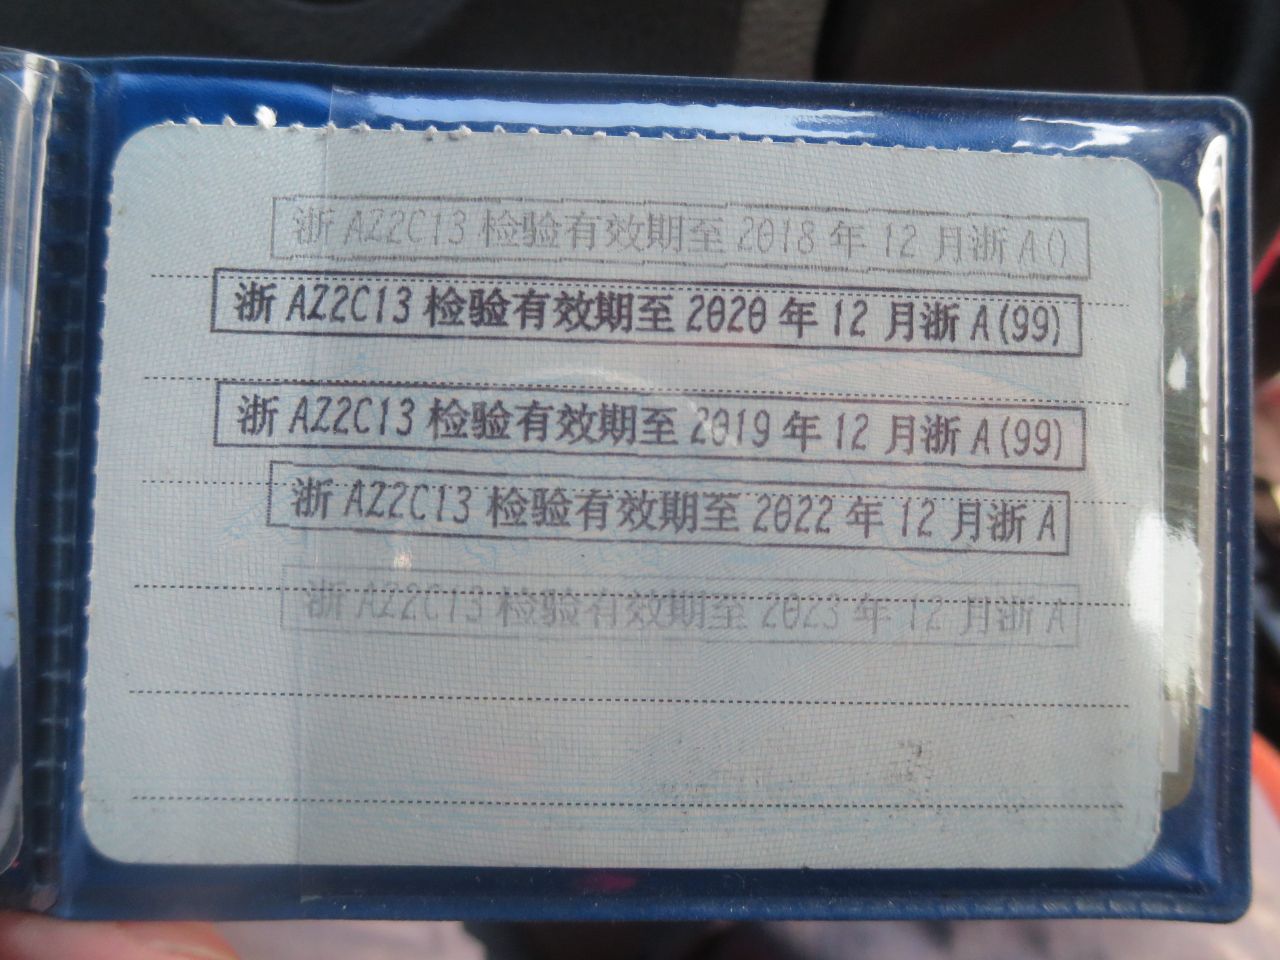 浙 AZ2C13 检验有效期至 2018 年 12 月浙 A()
浙 AZ2C13 检验有效期至 2020 年 12 月浙 A(99)
浙 AZ2C13 检验有效期至 2019 年 12 月浙 A(99)
浙 AZ2C13 检验有效期至 2022 年 12 月浙 A
浙 AZ2C13 检验有效期至 2023 年 12 月浙 A